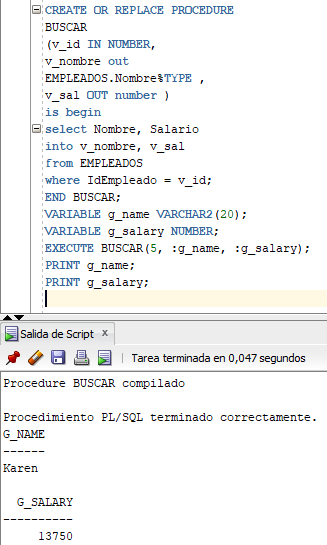 CREATE OR REPLACE PROCEDURE
BUSCAR
(v_id IN NUMBER,
v_nombre out
EMPLEADOS.Nombre%TYPE ,
v_sal OUT number )
is begin
select Nombre, Salario
into v_nombre, v_sal
from EMPLEADOS
where IdEmpleado = v_id;
END BUSCAR;
VARIABLE g_name VARCHAR2(20);
VARIABLE g_salary NUMBER;
EXECUTE BUSCAR(5, :g_name, :g_salary);
PRINT g_name;
PRINT g_salary;
Salida de Script x
Tarea terminada en 0,047 segundos
Procedure BUSCAR compilado
Procedimiento PL/SQL terminado correctamente.
G_NAME
------
Karen
G_SALARY
----------
13750